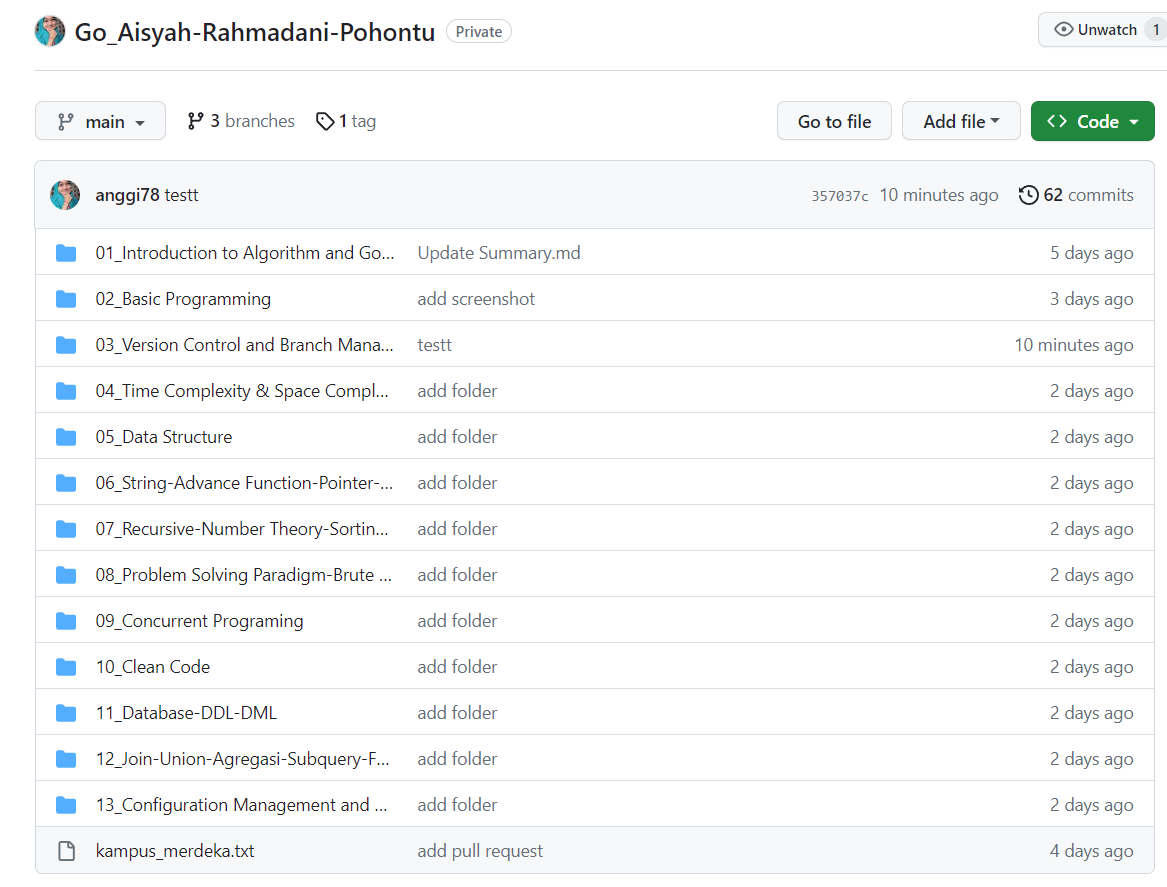 Go_Aisyah-Rahmadani-Pohontu Private Unwatch 1
main 3 branches 1 tag Go to file Add file Code
anggi78 testt 357037c 10 minutes ago 62 commits
01_Introduction to Algorithm and Go... Update Summary.md 5 days ago
02_Basic Programming add screenshot 3 days ago
03_Version Control and Branch Mana... testt 10 minutes ago
04_Time Complexity & Space Compl... add folder 2 days ago
05_Data Structure add folder 2 days ago
06_String-Advance Function-Pointer-... add folder 2 days ago
07_Recursive-Number Theory-Sortin... add folder 2 days ago
08_Problem Solving Paradigm-Brute ... add folder 2 days ago
09_Concurrent Programing add folder 2 days ago
10_Clean Code add folder 2 days ago
11_Database-DDL-DML add folder 2 days ago
12_Join-Union-Agregasi-Subquery-F... add folder 2 days ago
13_Configuration Management and ... add folder 2 days ago
kampus_merdeka.txt add pull request 4 days ago